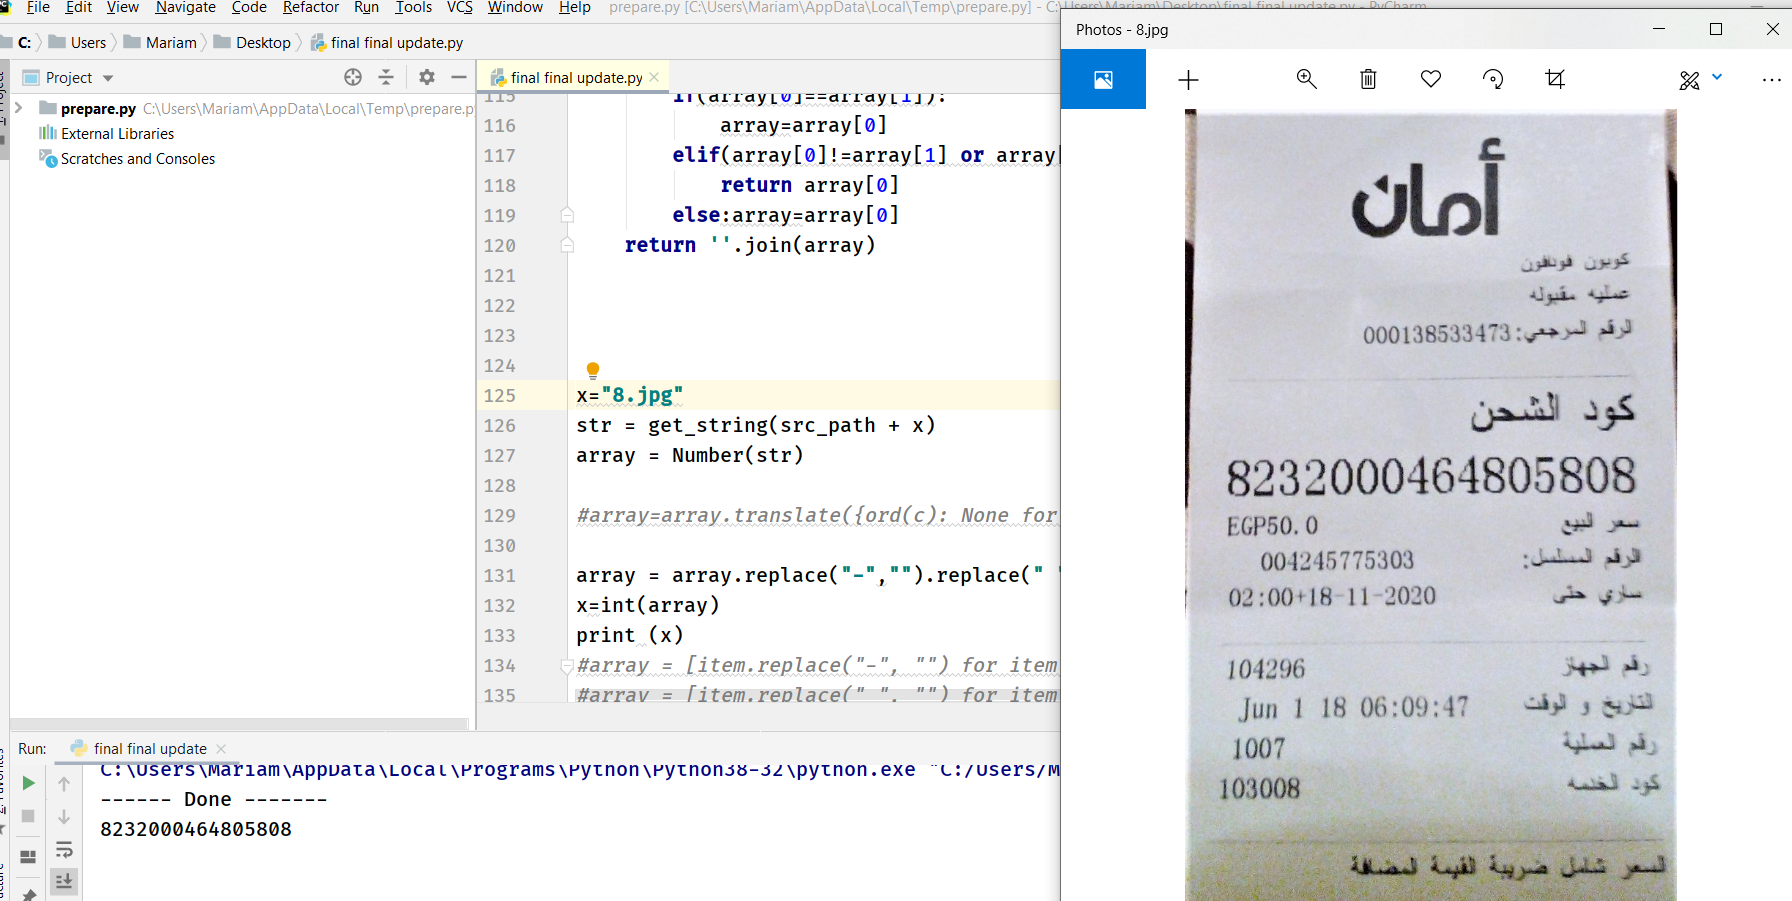 File Edit View Navigate Code Refactor Run Tools VCS Window Help prepare.py [C:\Users\Mariam\AppData\Local\Temp\prepare.py] - C:\Users\Mariam\Desktop\final final update.py - PyCharm
C: Users Mariam Desktop final final update.py
Project
prepare.py C:\Users\Mariam\AppData\Local\Temp\prepare.p
External Libraries
Scratches and Consoles
final final update.py
115 if(array[0]==array[1]):
116 array=array[0]
117 elif(array[0]!=array[1] or array[
118 return array[0]
119 else:array=array[0]
120 return ''.join(array)
121
122
123
124
125 x="8.jpg"
126 str = get_string(src_path + x)
127 array = Number(str)
128
129 #array=array.translate({ord(c): None for
130
131 array = array.replace("-","").replace(" "
132 x=int(array)
133 print (x)
134 #array = [item.replace("-", "") for item
135 #array = [item.replace(" ", "") for item
Run: final final update
C:\Users\Mariam\AppData\Local\Programs\Python\Python38-32\python.exe "C:/Users/M
------ Done -------
8232000464805808
Photos - 8.jpg
أمان
كوبون فودافون
عمليه مقبوله
الرقم المرجعي:000138533473
كود الشحن
8232000464805808
سعر البيع EGP50.0
الرقم المسلسل: 004245775303
ساري حتى 02:00+18-11-2020
رقم الجهاز 104296
التاريخ و الوقت Jun 1 18 06:09:47
رقم العملية 1007
كود الخدمه 103008
السعر شامل ضريبة القيمة المضافة